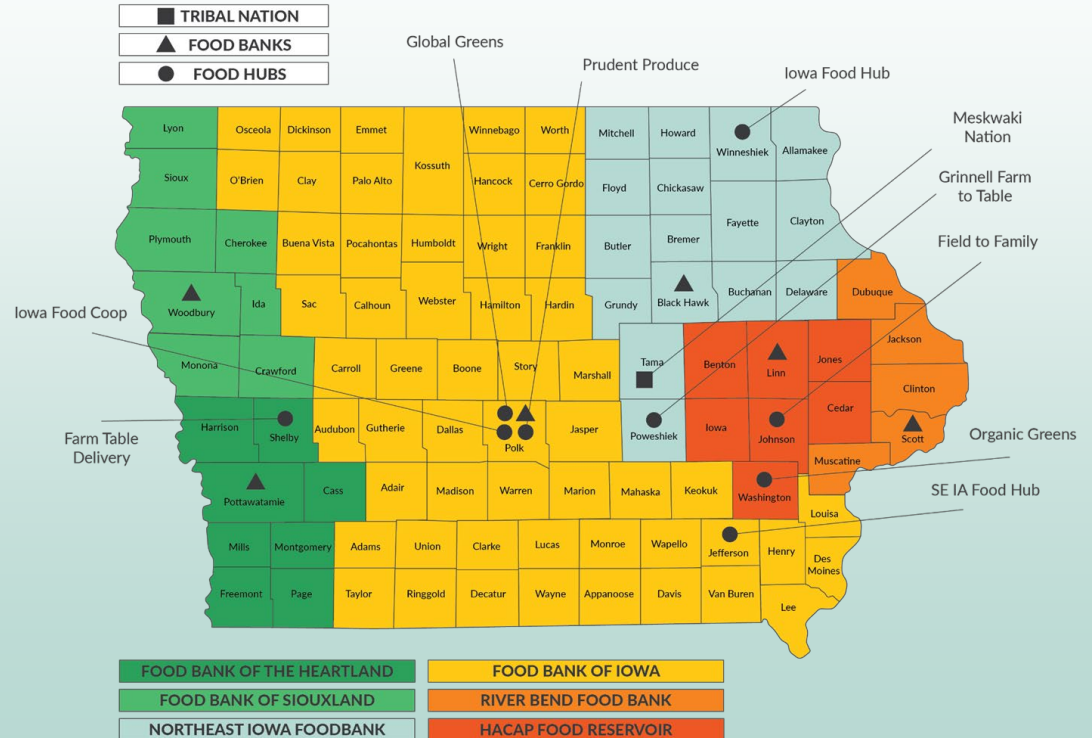 TRIBAL NATION
FOOD BANKS
FOOD HUBS
Global Greens
Prudent Produce
Iowa Food Hub
Meskwaki
Nation
Grinnell Farm
to Table
Field to Family
Iowa Food Coop
Farm Table
Delivery
Organic Greens
SE IA Food Hub
Lyon
Osceola
Dickinson
Emmet
Kossuth
Winnebago
Worth
Mitchell
Howard
Winneshiek
Allamakee
Sioux
O'Brien
Clay
Palo Alto
Hancock
Cerro Gordo
Floyd
Chickasaw
Fayette
Clayton
Plymouth
Cherokee
Buena Vista
Pocahontas
Humboldt
Wright
Franklin
Butler
Bremer
Woodbury
Ida
Sac
Calhoun
Webster
Hamilton
Hardin
Grundy
Black Hawk
Buchanan
Delaware
Dubuque
Monona
Crawford
Carroll
Greene
Boone
Story
Marshall
Tama
Benton
Linn
Jones
Jackson
Clinton
Harrison
Shelby
Audubon
Gutherie
Dallas
Polk
Jasper
Poweshiek
Iowa
Johnson
Cedar
Scott
Muscatine
Pottawatamie
Cass
Adair
Madison
Warren
Marion
Mahaska
Keokuk
Washington
Louisa
Mills
Montgomery
Adams
Union
Clarke
Lucas
Monroe
Wapello
Jefferson
Henry
Des
Moines
Freemont
Page
Taylor
Ringgold
Decatur
Wayne
Appanoose
Davis
Van Buren
Lee
FOOD BANK OF THE HEARTLAND
FOOD BANK OF IOWA
FOOD BANK OF SIOUXLAND
RIVER BEND FOOD BANK
NORTHEAST IOWA FOODBANK
HACAP FOOD RESERVOIR